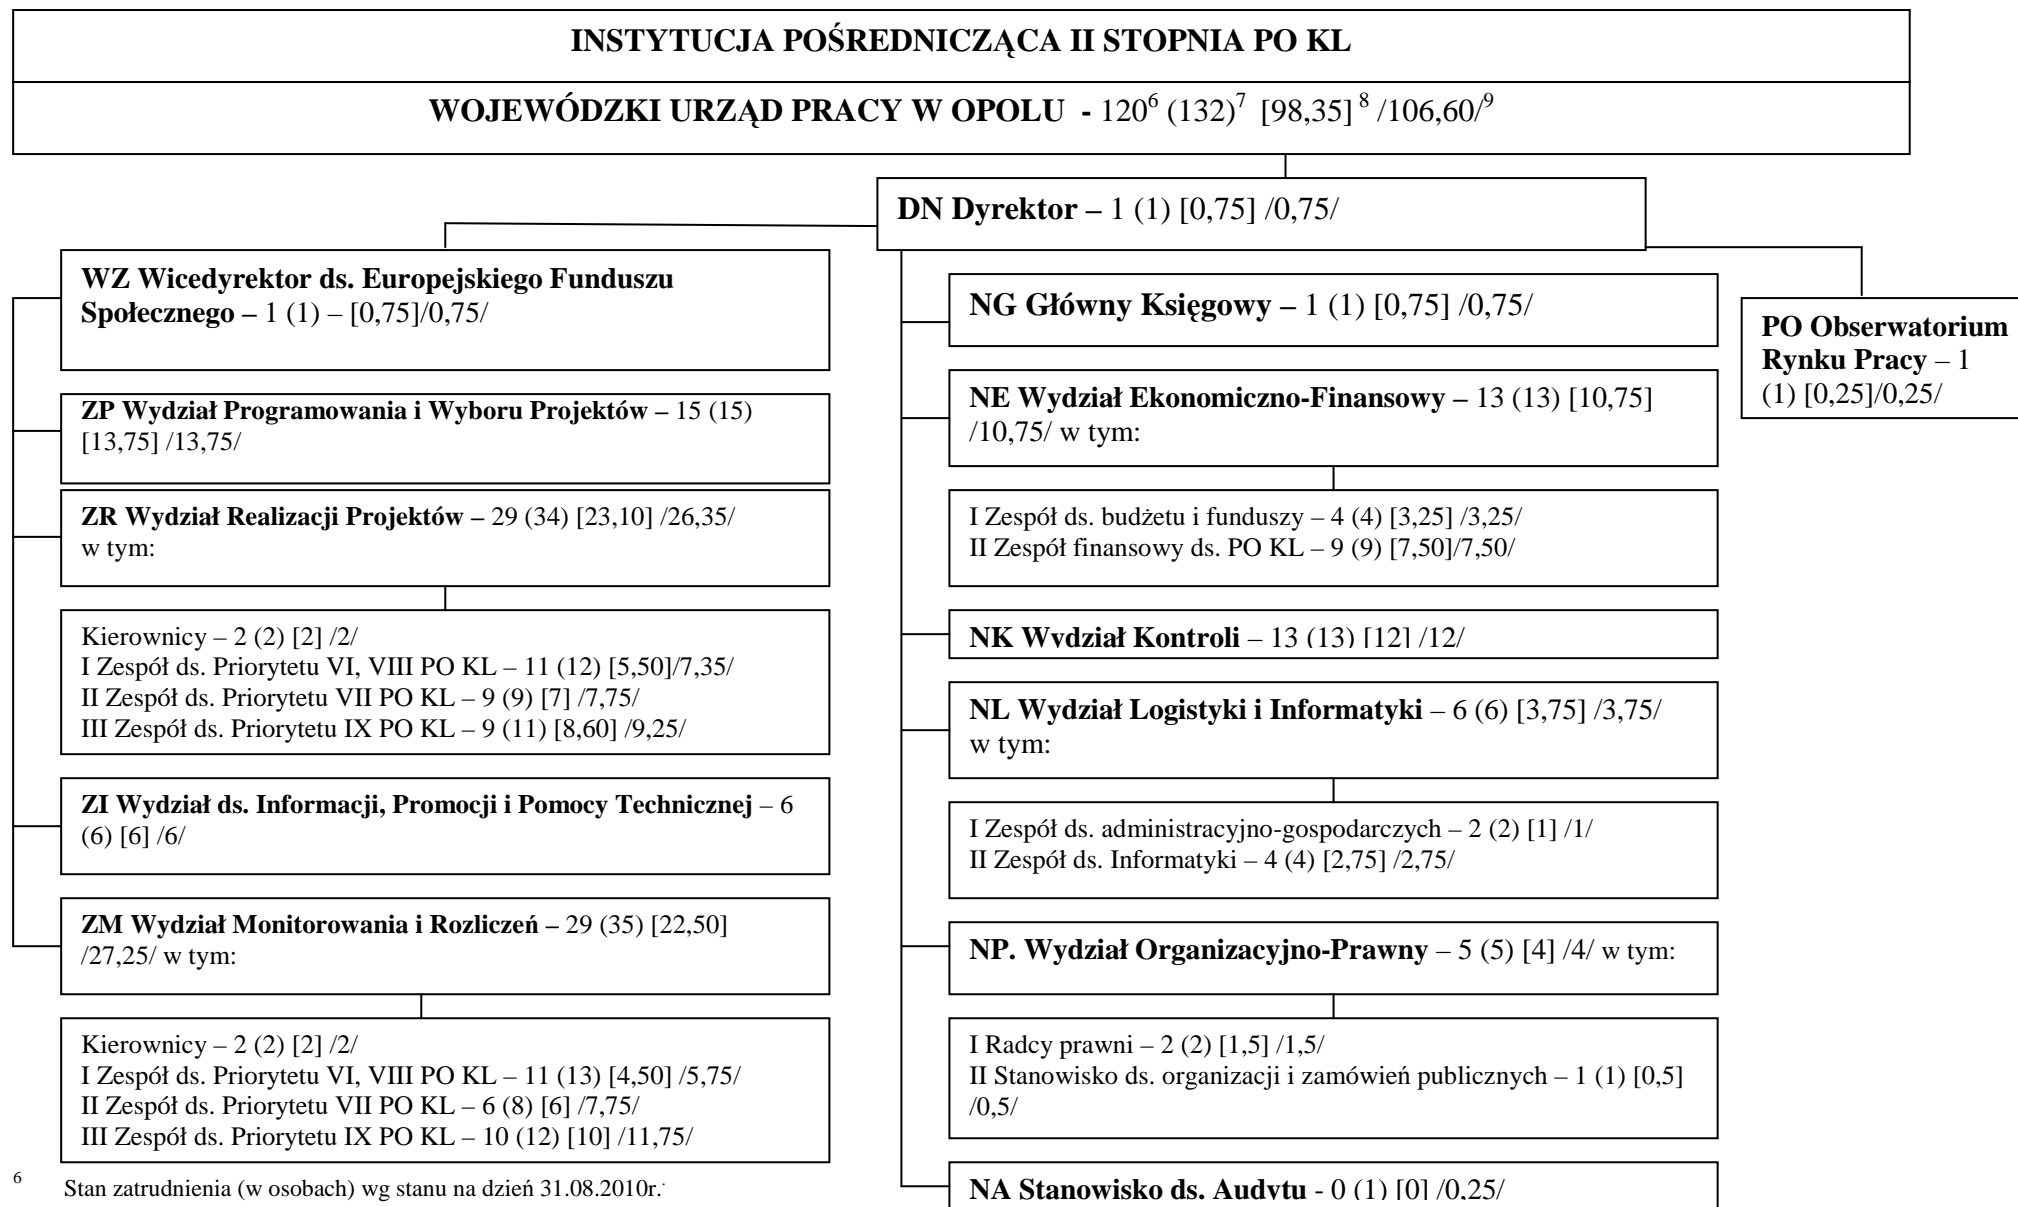 INSTYTUCJA POŚREDNICZĄCA II STOPNIA PO KL
WOJEWÓDZKI URZĄD PRACY W OPOLU - 120⁶ (132)⁷ [98,35] ⁸ /106,60/⁹
DN Dyrektor – 1 (1) [0,75] /0,75/
WZ Wicedyrektor ds. Europejskiego Funduszu
Społecznego – 1 (1) – [0,75]/0,75/
ZP Wydział Programowania i Wyboru Projektów – 15 (15)
[13,75] /13,75/
ZR Wydział Realizacji Projektów – 29 (34) [23,10] /26,35/
w tym:
Kierownicy – 2 (2) [2] /2/
I Zespół ds. Priorytetu VI, VIII PO KL – 11 (12) [5,50]/7,35/
II Zespół ds. Priorytetu VII PO KL – 9 (9) [7] /7,75/
III Zespół ds. Priorytetu IX PO KL – 9 (11) [8,60] /9,25/
ZI Wydział ds. Informacji, Promocji i Pomocy Technicznej – 6
(6) [6] /6/
ZM Wydział Monitorowania i Rozliczeń – 29 (35) [22,50]
/27,25/ w tym:
Kierownicy – 2 (2) [2] /2/
I Zespół ds. Priorytetu VI, VIII PO KL – 11 (13) [4,50] /5,75/
II Zespół ds. Priorytetu VII PO KL – 6 (8) [6] /7,75/
III Zespół ds. Priorytetu IX PO KL – 10 (12) [10] /11,75/
NG Główny Księgowy – 1 (1) [0,75] /0,75/
NE Wydział Ekonomiczno-Finansowy – 13 (13) [10,75]
/10,75/ w tym:
I Zespół ds. budżetu i funduszy – 4 (4) [3,25] /3,25/
II Zespół finansowy ds. PO KL – 9 (9) [7,50]/7,50/
NK Wydział Kontroli – 13 (13) [12] /12/
NL Wydział Logistyki i Informatyki – 6 (6) [3,75] /3,75/
w tym:
I Zespół ds. administracyjno-gospodarczych – 2 (2) [1] /1/
II Zespół ds. Informatyki – 4 (4) [2,75] /2,75/
NP. Wydział Organizacyjno-Prawny – 5 (5) [4] /4/ w tym:
I Radcy prawni – 2 (2) [1,5] /1,5/
II Stanowisko ds. organizacji i zamówień publicznych – 1 (1) [0,5]
/0,5/
NA Stanowisko ds. Audytu - 0 (1) [0] /0,25/
PO Obserwatorium
Rynku Pracy – 1
(1) [0,25]/0,25/
⁶ Stan zatrudnienia (w osobach) wg stanu na dzień 31.08.2010r.